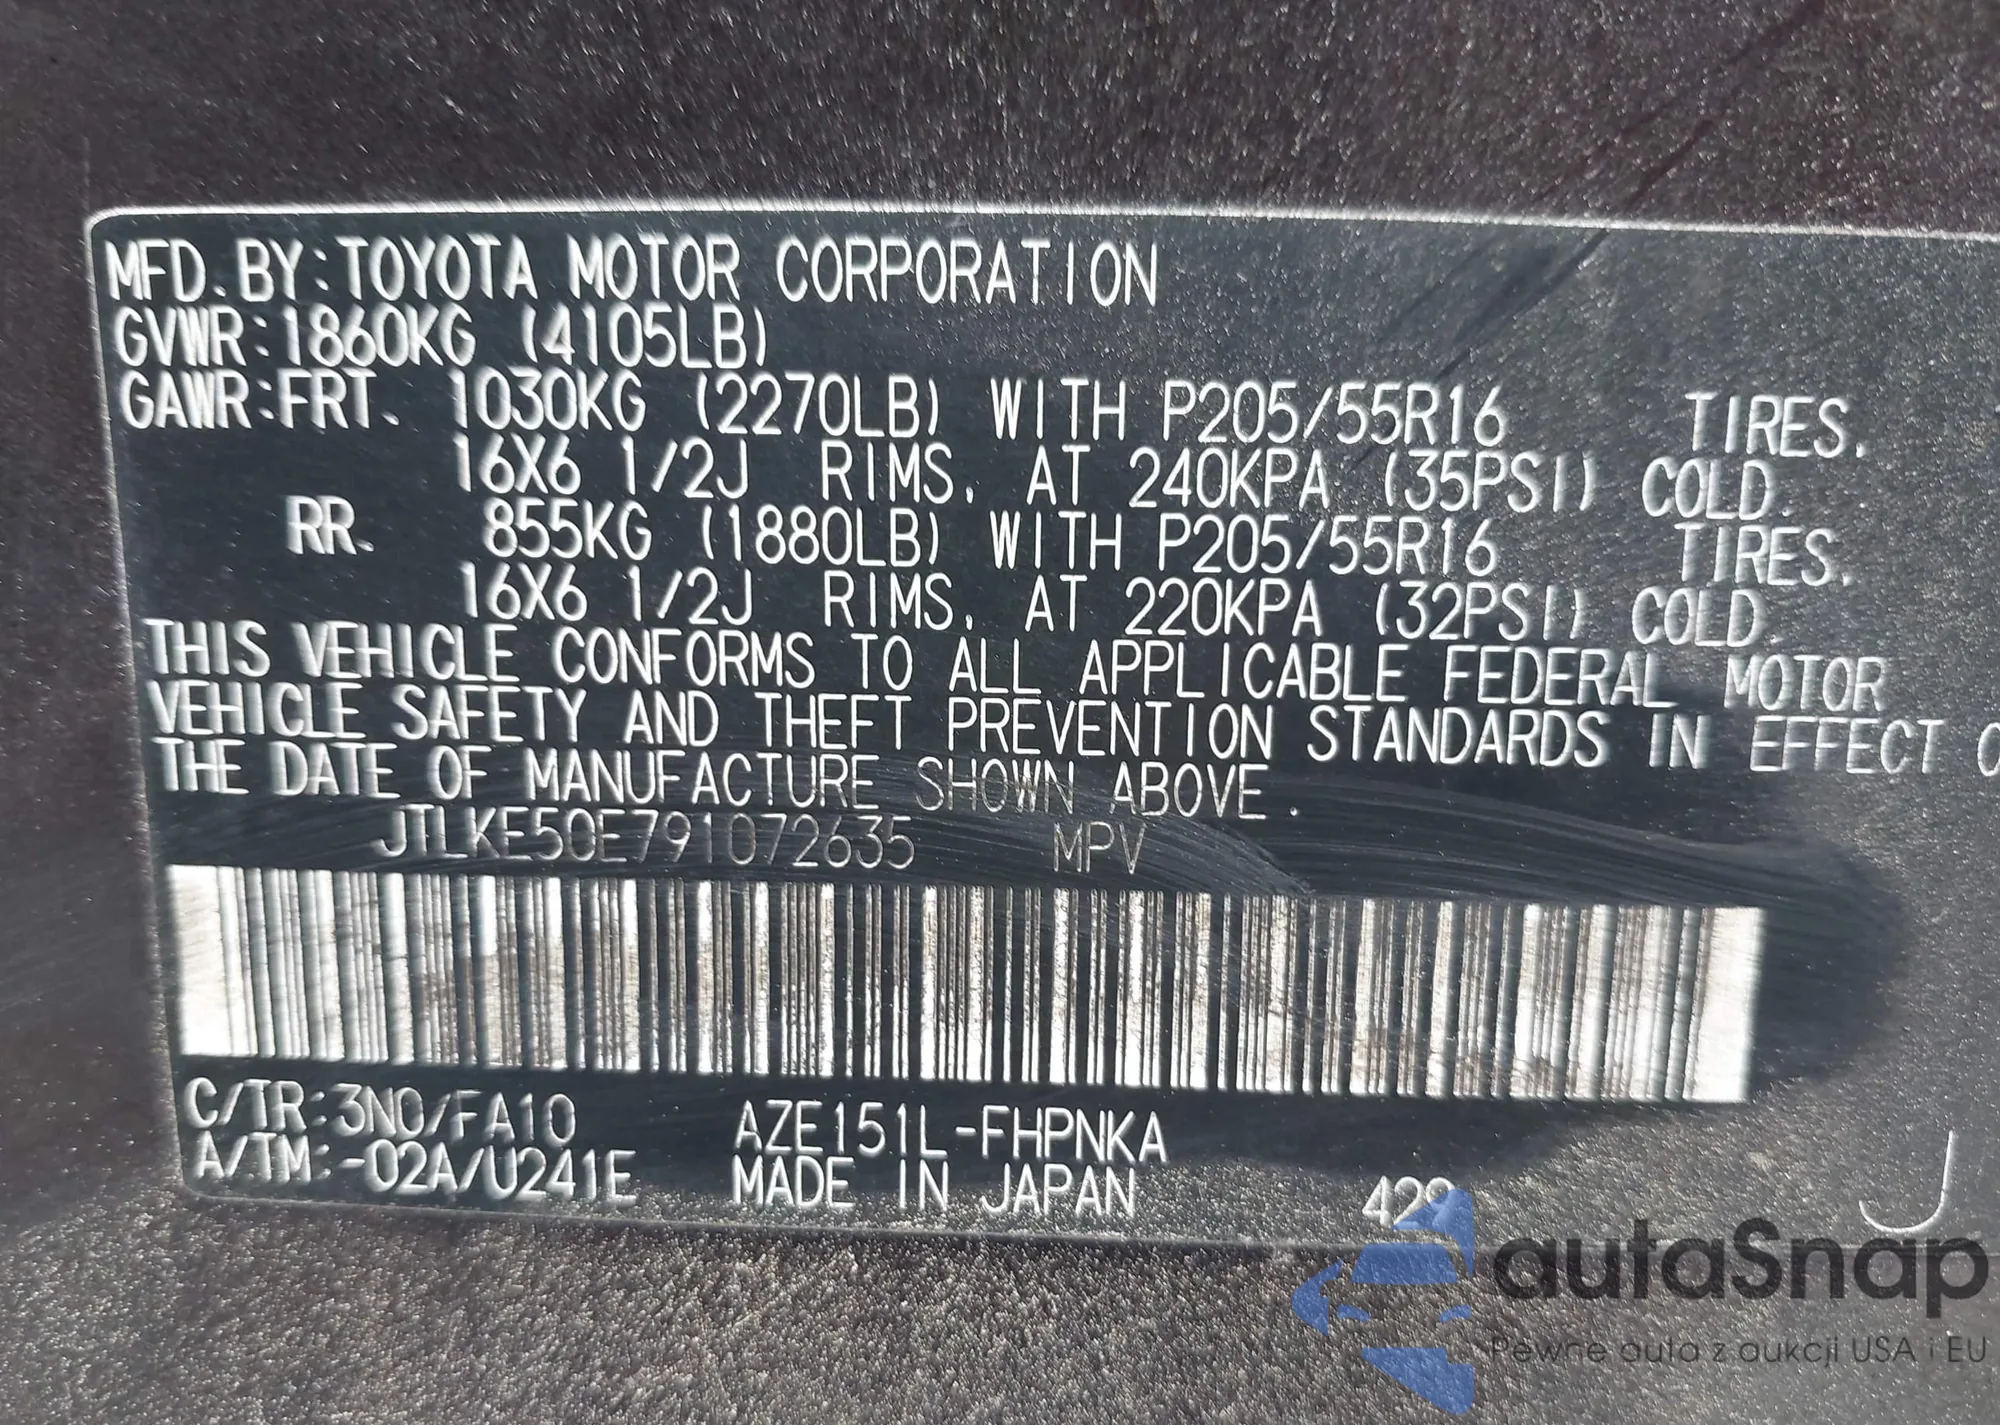 MFD. BY:TOYOTA MOTOR CORPORATION
GVWR:1860KG (4105LB)
GAWR:FRT. 1030KG (2270LB) WITH P205/55R16 TIRES.
16X6 1/2J RIMS, AT 240KPA (35PSI) COLD.
RR. 855KG (1880LB) WITH P205/55R16 TIRES.
16X6 1/2J RIMS, AT 220KPA (32PSI) COLD.
THIS VEHICLE CONFORMS TO ALL APPLICABLE FEDERAL MOTOR
VEHICLE SAFETY AND THEFT PREVENTION STANDARDS IN EFFECT
THE DATE OF MANUFACTURE SHOWN ABOVE.
JTLKE50E791072635 MPV
C/TR:3N0/FA10 AZE151L-FHPNKA
A/TM:-02A/U241E MADE IN JAPAN J
autaSnap
Pewne auta z aukcji USA i EU